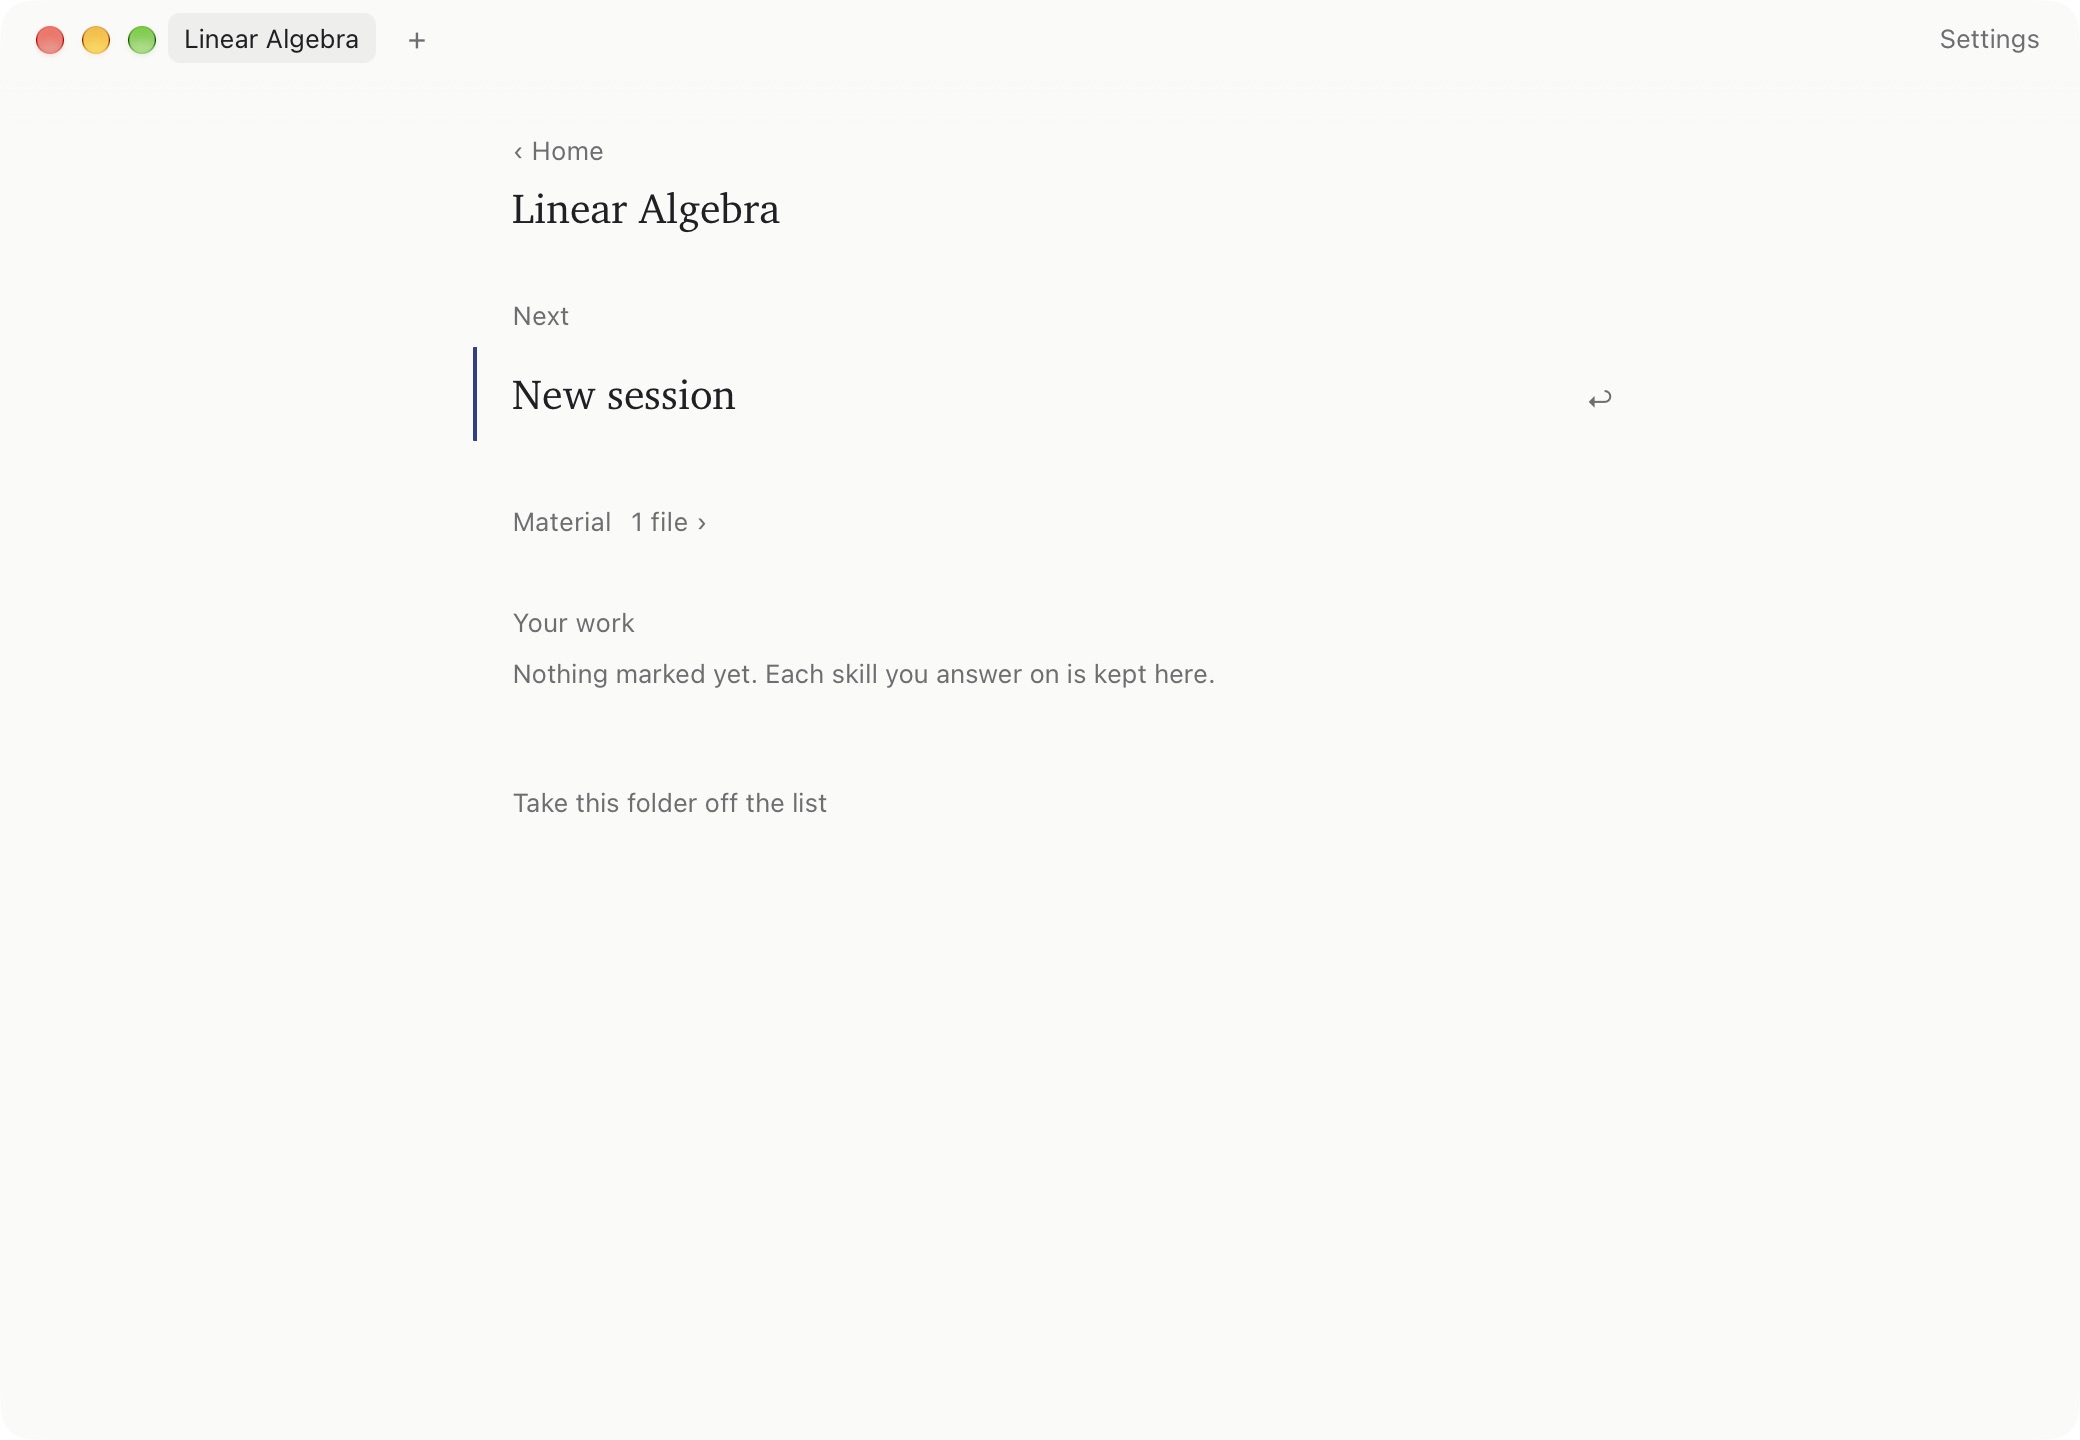 Linear Algebra +
Settings
‹ Home
Linear Algebra
Next
New session
Material 1 file ›
Your work
Nothing marked yet. Each skill you answer on is kept here.
Take this folder off the list